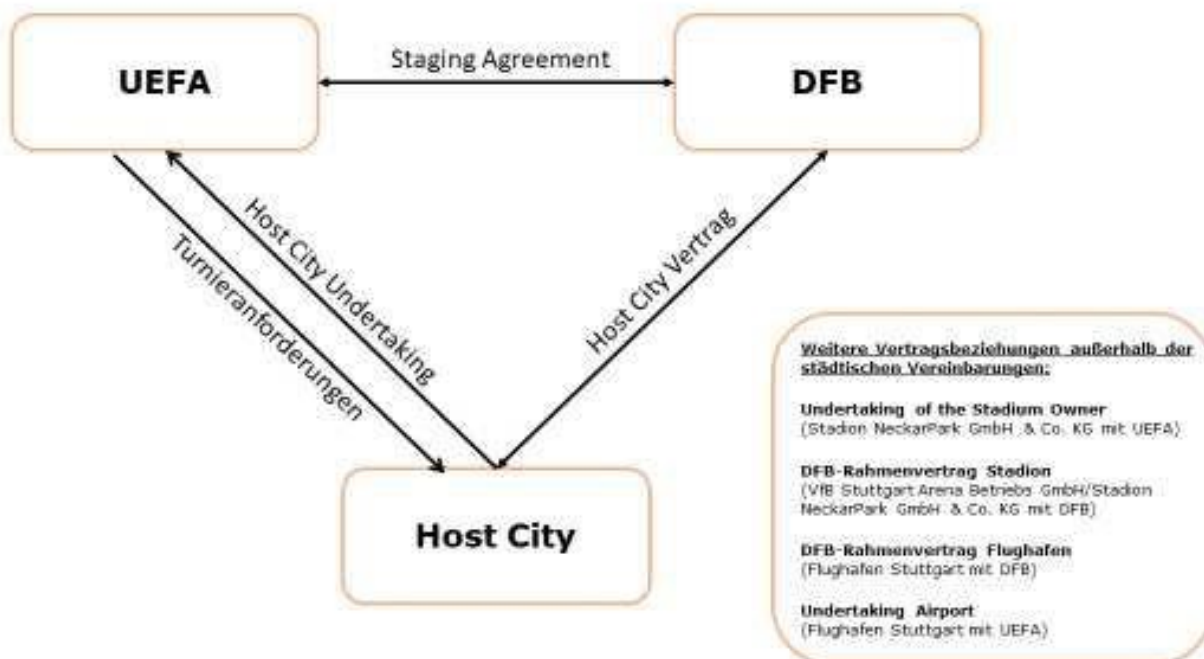 UEFA
Staging Agreement
DFB
Host City Undertaking
Turnieranforderungen
Host City Vertrag
Host City
Weitere Vertragsbeziehungen außerhalb der
städtischen Vereinbarungen:
Undertaking of the Stadium Owner
(Stadion NeckarPark GmbH & Co. KG mit UEFA)
DFB-Rahmenvertrag Stadion
(VfB Stuttgart Arena Betriebs GmbH/Stadion
NeckarPark GmbH & Co. KG mit DFB)
DFB-Rahmenvertrag Flughafen
(Flughafen Stuttgart mit DFB)
Undertaking Airport
(Flughafen Stuttgart mit UEFA)